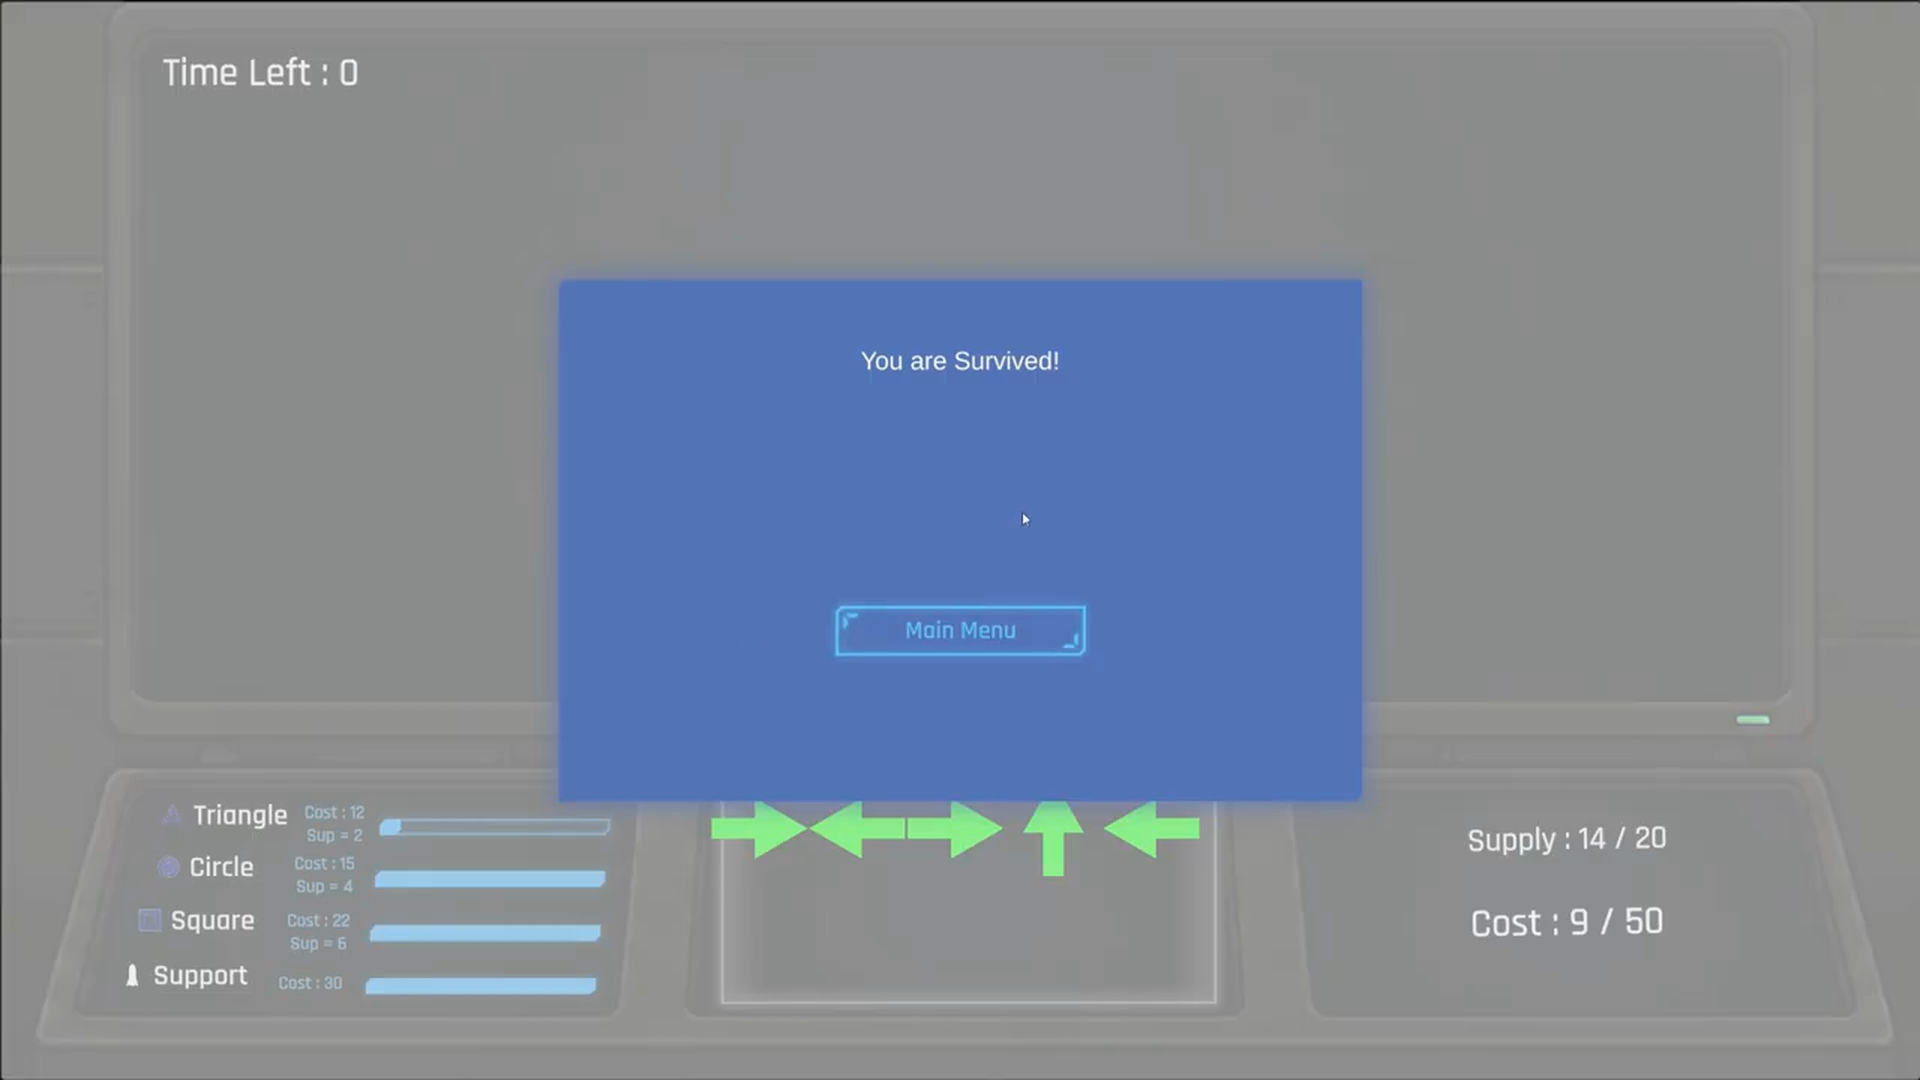 Time Left : 0
You are Survived!
Main Menu
Triangle
Cost : 12
Sup = 2
Circle
Cost : 15
Sup = 4
Square
Cost : 22
Sup = 6
Support
Cost : 30
Supply : 14 / 20
Cost : 9 / 50